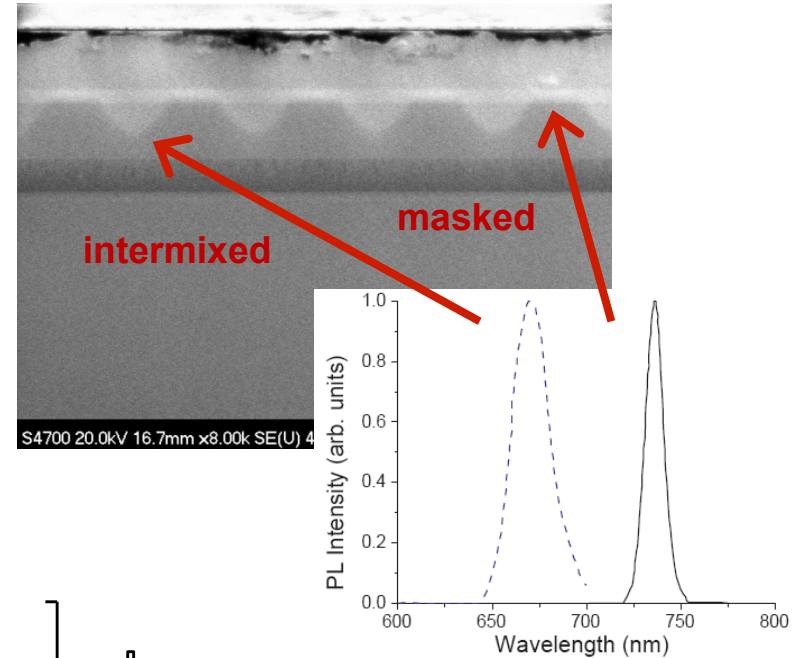 intermixed
masked
S4700 20.0kV 16.7mm x8.00k SE(U) 4
1.0
0.8
0.6
0.4
0.2
0.0
PL Intensity (arb. units)
600 650 700 750 800
Wavelength (nm)